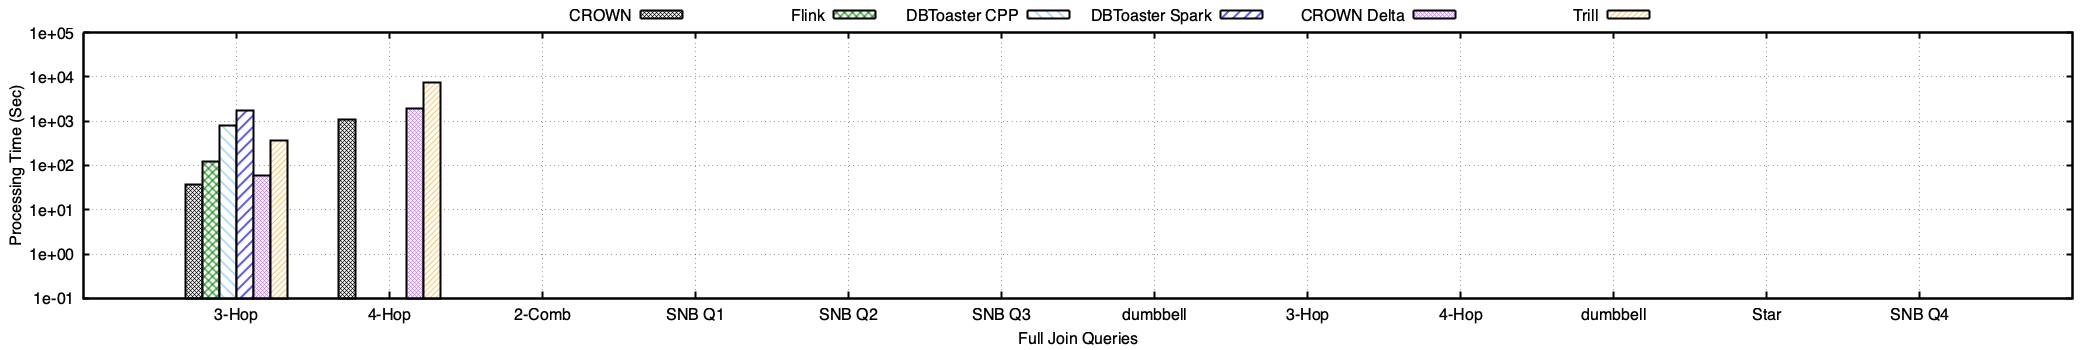 CROWN Flink DBToaster CPP DBToaster Spark CROWN Delta Trill
1e+05
1e+04
1e+03
1e+02
1e+01
1e+00
1e-01
Processing Time (Sec)
3-Hop 4-Hop 2-Comb SNB Q1 SNB Q2 SNB Q3 dumbbell 3-Hop 4-Hop dumbbell Star SNB Q4
Full Join Queries